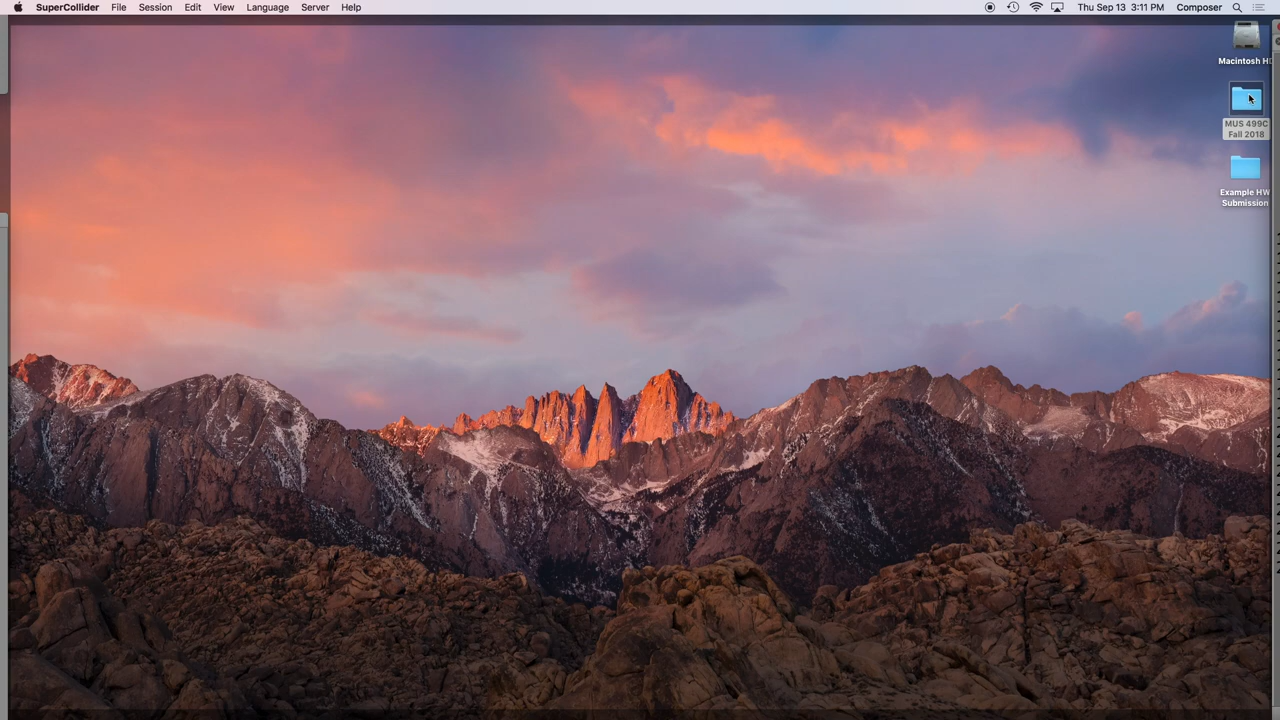 SuperCollider File Session Edit View Language Server Help Thu Sep 13 3:11 PM Composer
Macintosh HD
MUS 499C
Fall 2018
Example HW
Submission